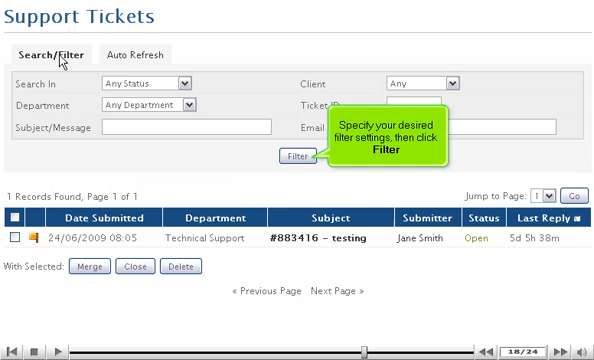 Support Tickets
Search/Filter Auto Refresh
Search In Any Status Client Any
Department Any Department Ticket ID
Subject/Message Email
Specify your desired
filter settings, then click
Filter
Filter
1 Records Found, Page 1 of 1 Jump to Page: 1 Go
Date Submitted Department Subject Submitter Status Last Reply
24/06/2009 08:05 Technical Support #883416 - testing Jane Smith Open 5d 5h 38m
With Selected: Merge Close Delete
« Previous Page Next Page »
18/24